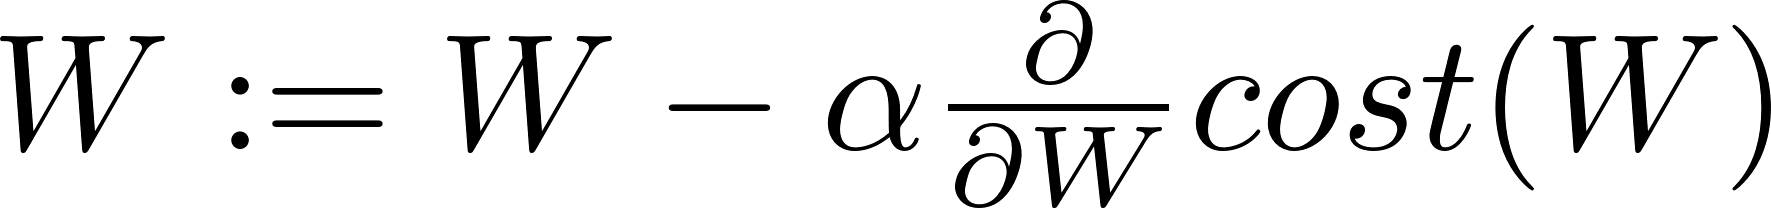 W := W − α ∂/∂W cost(W)